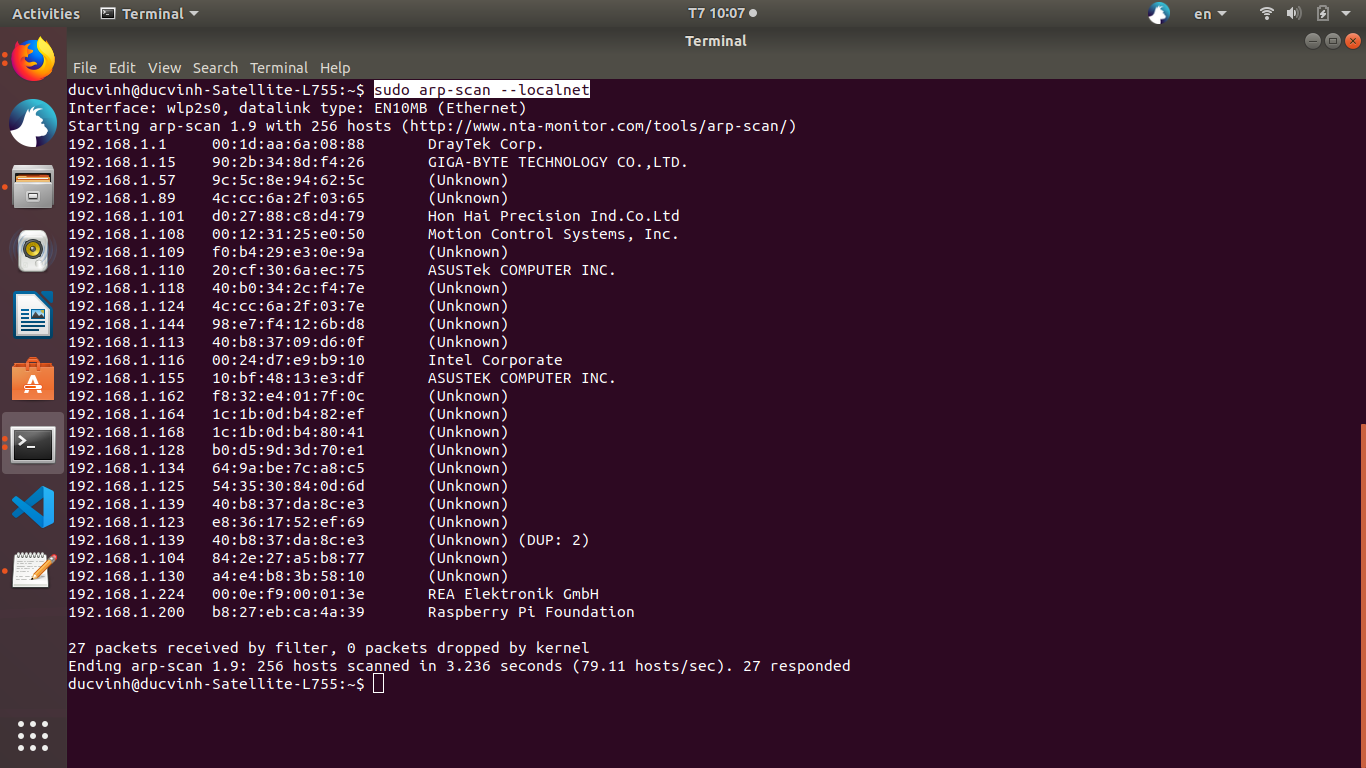 Activities Terminal T7 10:07 en
Terminal
File Edit View Search Terminal Help
ducvinh@ducvinh-Satellite-L755:~$ sudo arp-scan --localnet
Interface: wlp2s0, datalink type: EN10MB (Ethernet)
Starting arp-scan 1.9 with 256 hosts (http://www.nta-monitor.com/tools/arp-scan/)
192.168.1.1 00:1d:aa:6a:08:88 DrayTek Corp.
192.168.1.15 90:2b:34:8d:f4:26 GIGA-BYTE TECHNOLOGY CO.,LTD.
192.168.1.57 9c:5c:8e:94:62:5c (Unknown)
192.168.1.89 4c:cc:6a:2f:03:65 (Unknown)
192.168.1.101 d0:27:88:c8:d4:79 Hon Hai Precision Ind.Co.Ltd
192.168.1.108 00:12:31:25:e0:50 Motion Control Systems, Inc.
192.168.1.109 f0:b4:29:e3:0e:9a (Unknown)
192.168.1.110 20:cf:30:6a:ec:75 ASUSTek COMPUTER INC.
192.168.1.118 40:b0:34:2c:f4:7e (Unknown)
192.168.1.124 4c:cc:6a:2f:03:7e (Unknown)
192.168.1.144 98:e7:f4:12:6b:d8 (Unknown)
192.168.1.113 40:b8:37:09:d6:0f (Unknown)
192.168.1.116 00:24:d7:e9:b9:10 Intel Corporate
192.168.1.155 10:bf:48:13:e3:df ASUSTEK COMPUTER INC.
192.168.1.162 f8:32:e4:01:7f:0c (Unknown)
192.168.1.164 1c:1b:0d:b4:82:ef (Unknown)
192.168.1.168 1c:1b:0d:b4:80:41 (Unknown)
192.168.1.128 b0:d5:9d:3d:70:e1 (Unknown)
192.168.1.134 64:9a:be:7c:a8:c5 (Unknown)
192.168.1.125 54:35:30:84:0d:6d (Unknown)
192.168.1.139 40:b8:37:da:8c:e3 (Unknown)
192.168.1.123 e8:36:17:52:ef:69 (Unknown)
192.168.1.139 40:b8:37:da:8c:e3 (Unknown) (DUP: 2)
192.168.1.104 84:2e:27:a5:b8:77 (Unknown)
192.168.1.130 a4:e4:b8:3b:58:10 (Unknown)
192.168.1.224 00:0e:f9:00:01:3e REA Elektronik GmbH
192.168.1.200 b8:27:eb:ca:4a:39 Raspberry Pi Foundation
27 packets received by filter, 0 packets dropped by kernel
Ending arp-scan 1.9: 256 hosts scanned in 3.236 seconds (79.11 hosts/sec). 27 responded
ducvinh@ducvinh-Satellite-L755:~$